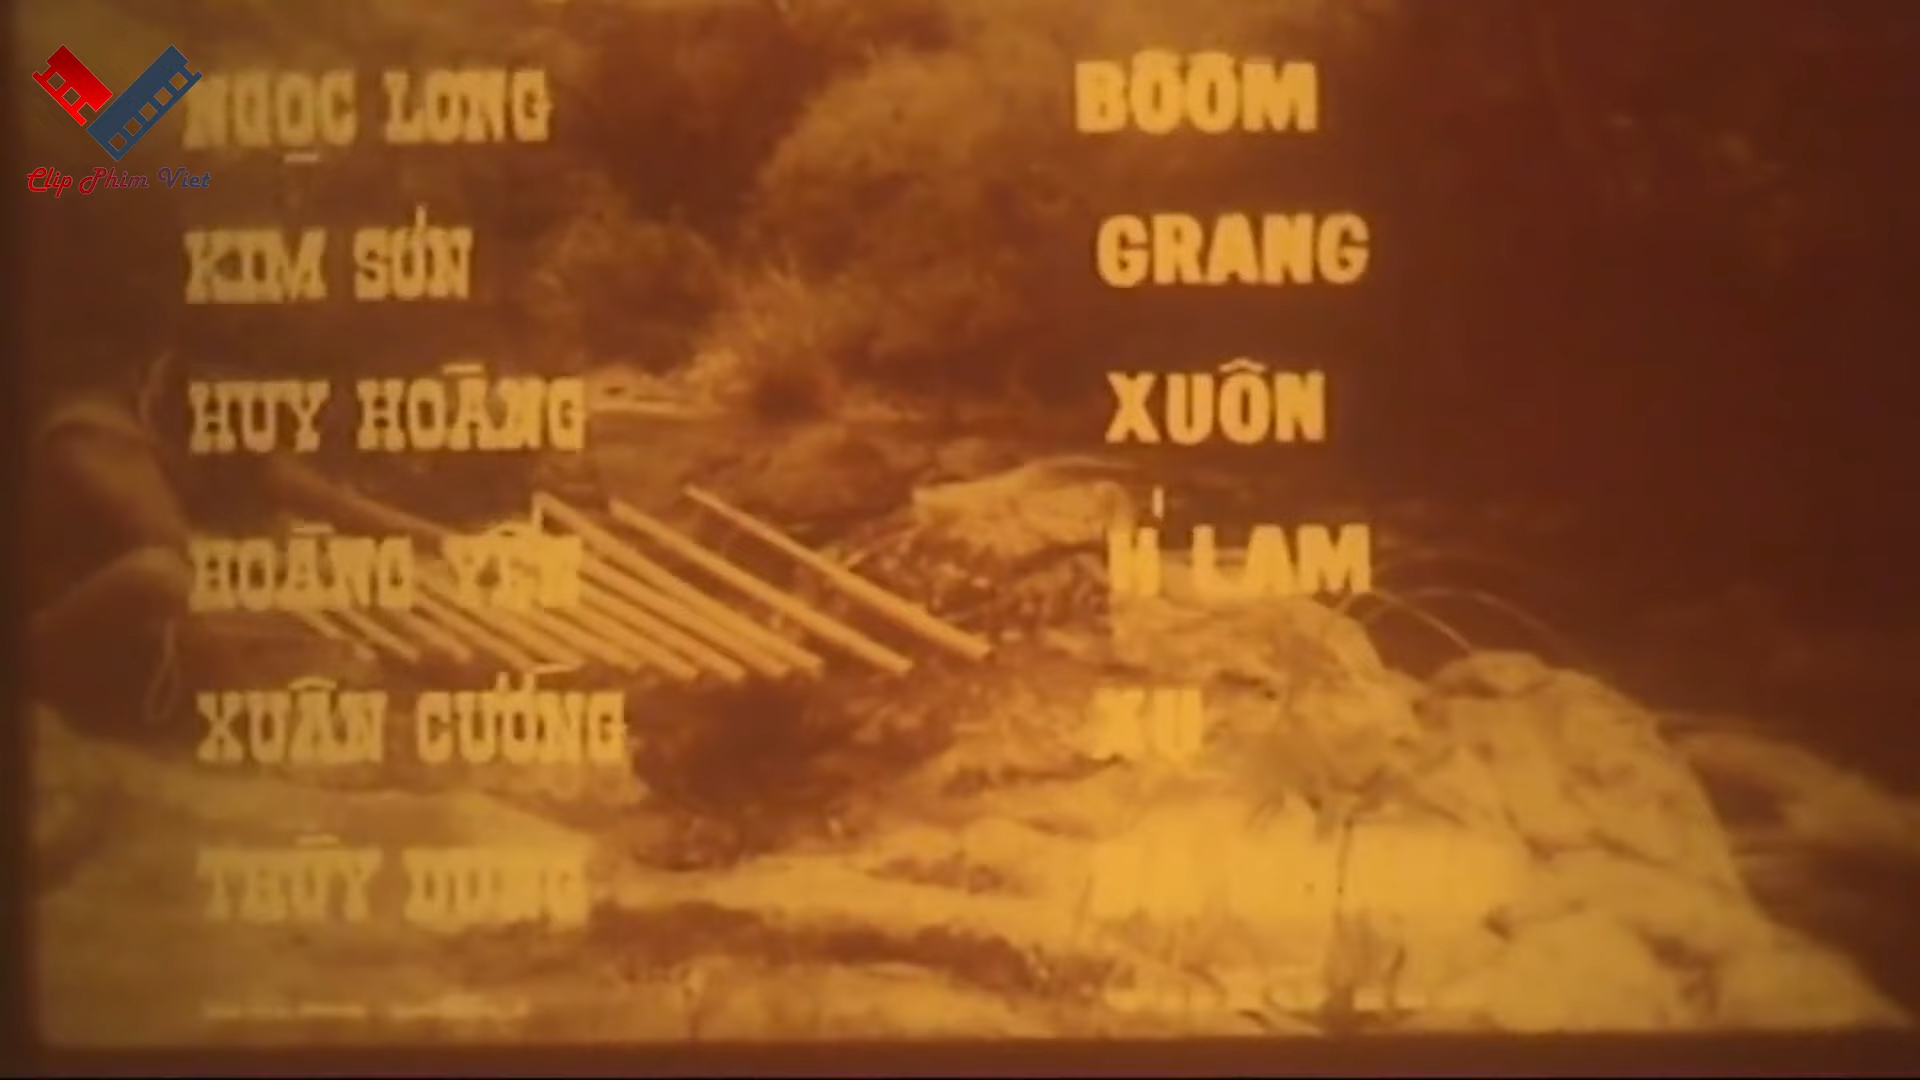 NGỌC LONG BÔÔM
KIM SƠN GRANG
HUY HOÀNG XUÔN
HOÀNG YẾN H' LAM
XUÂN CƯỜNG XU
THÙY DUNG
Clip Phim Viet